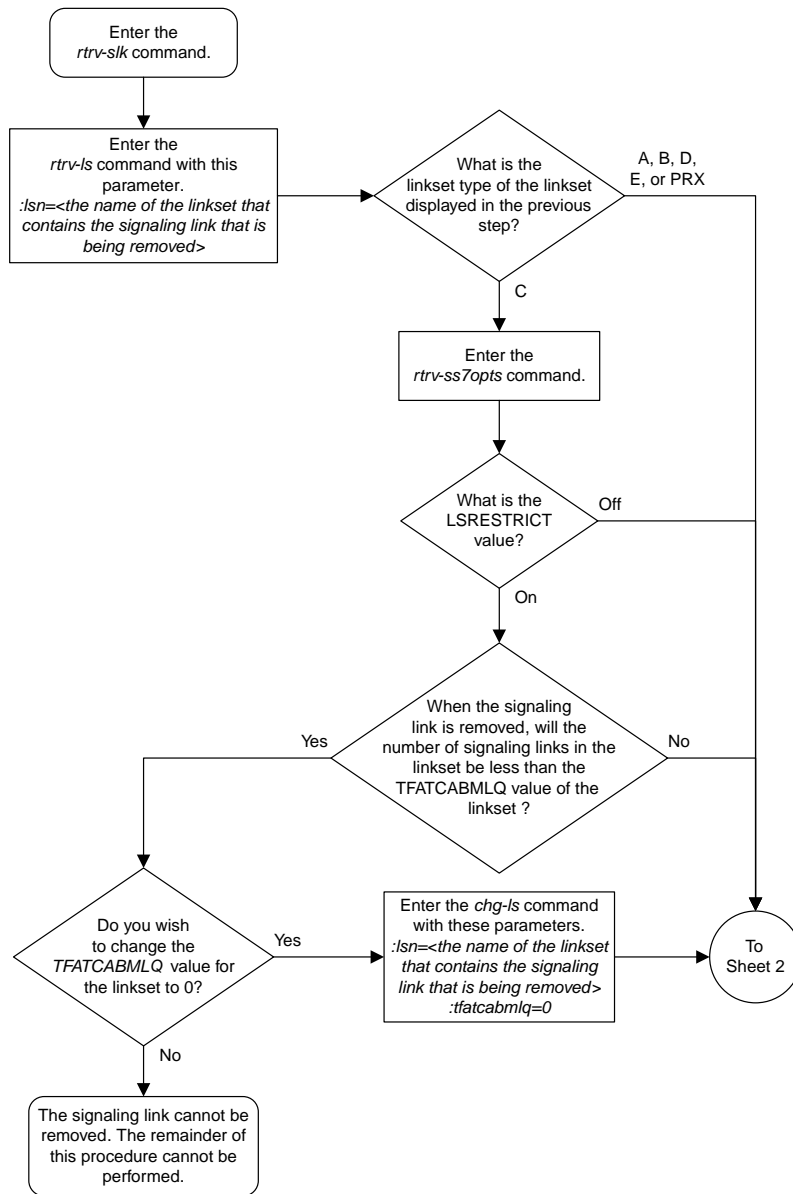 Enter the
rtrv-slk command.
Enter the
rtrv-ls command with this
parameter.
:lsn=<the name of the linkset that
contains the signaling link that is
being removed>
What is the
linkset type of the linkset
displayed in the previous
step?
A, B, D,
E, or PRX
C
Enter the
rtrv-ss7opts command.
What is the
LSRESTRICT
value?
Off
On
When the signaling
link is removed, will the
number of signaling links in the
linkset be less than the
TFATCABMLQ value of the
linkset ?
Yes
No
Do you wish
to change the
TFATCABMLQ value for
the linkset to 0?
Yes
No
Enter the chg-ls command
with these parameters.
:lsn=<the name of the linkset
that contains the signaling
link that is being removed>
:tfatcabmlq=0
To
Sheet 2
The signaling link cannot be
removed. The remainder of
this procedure cannot be
performed.